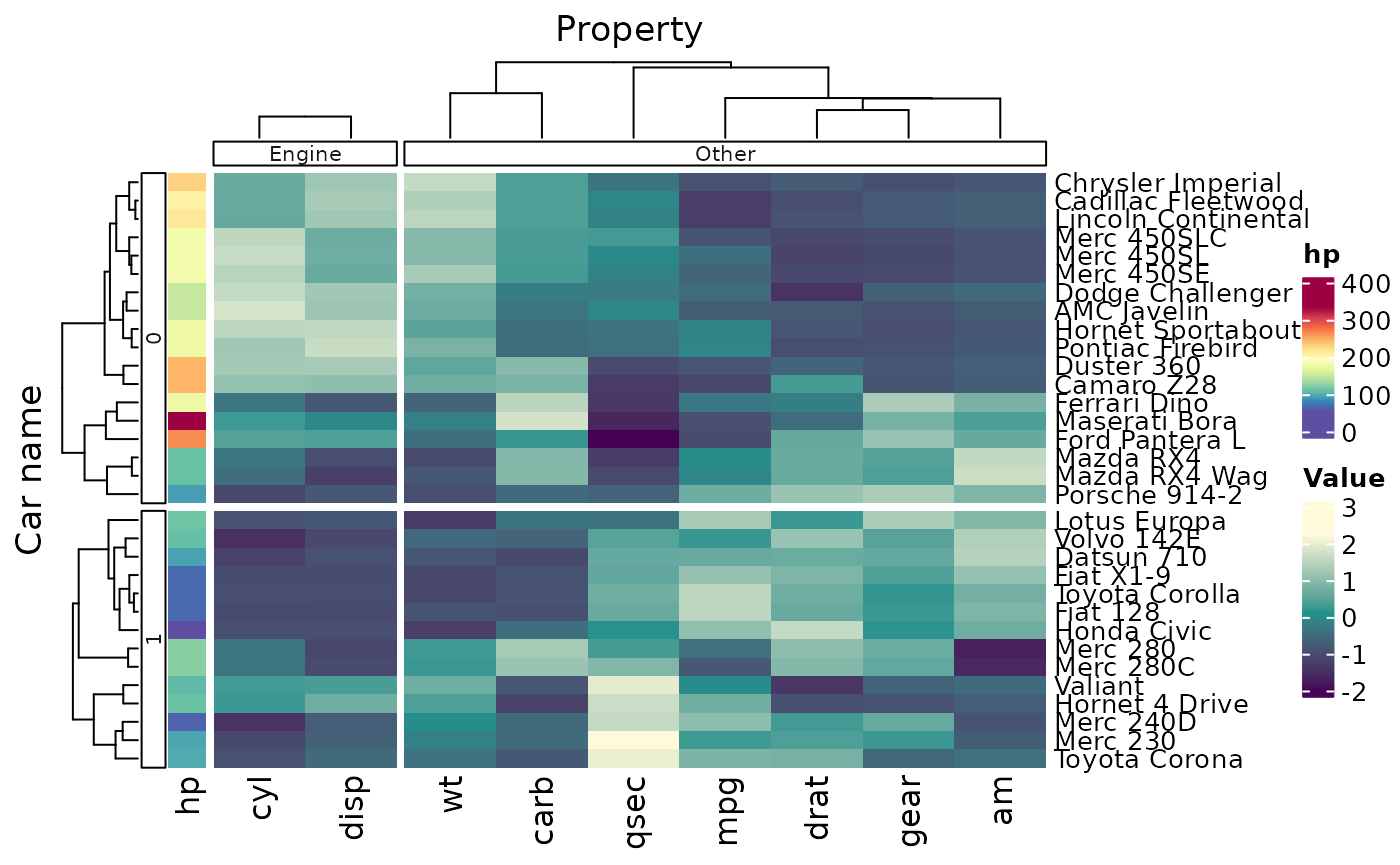 Property
Engine
Other
Car name
0
1
Chrysler Imperial
Cadillac Fleetwood
Lincoln Continental
Merc 450SLC
Merc 450SL
Merc 450SE
Dodge Challenger
AMC Javelin
Hornet Sportabout
Pontiac Firebird
Duster 360
Camaro Z28
Ferrari Dino
Maserati Bora
Ford Pantera L
Mazda RX4
Mazda RX4 Wag
Porsche 914-2
Lotus Europa
Volvo 142E
Datsun 710
Fiat X1-9
Toyota Corolla
Fiat 128
Honda Civic
Merc 280
Merc 280C
Valiant
Hornet 4 Drive
Merc 240D
Merc 230
Toyota Corona
hp
cyl
disp
wt
carb
qsec
mpg
drat
gear
am
hp
400
300
200
100
0
Value
3
2
1
0
-1
-2